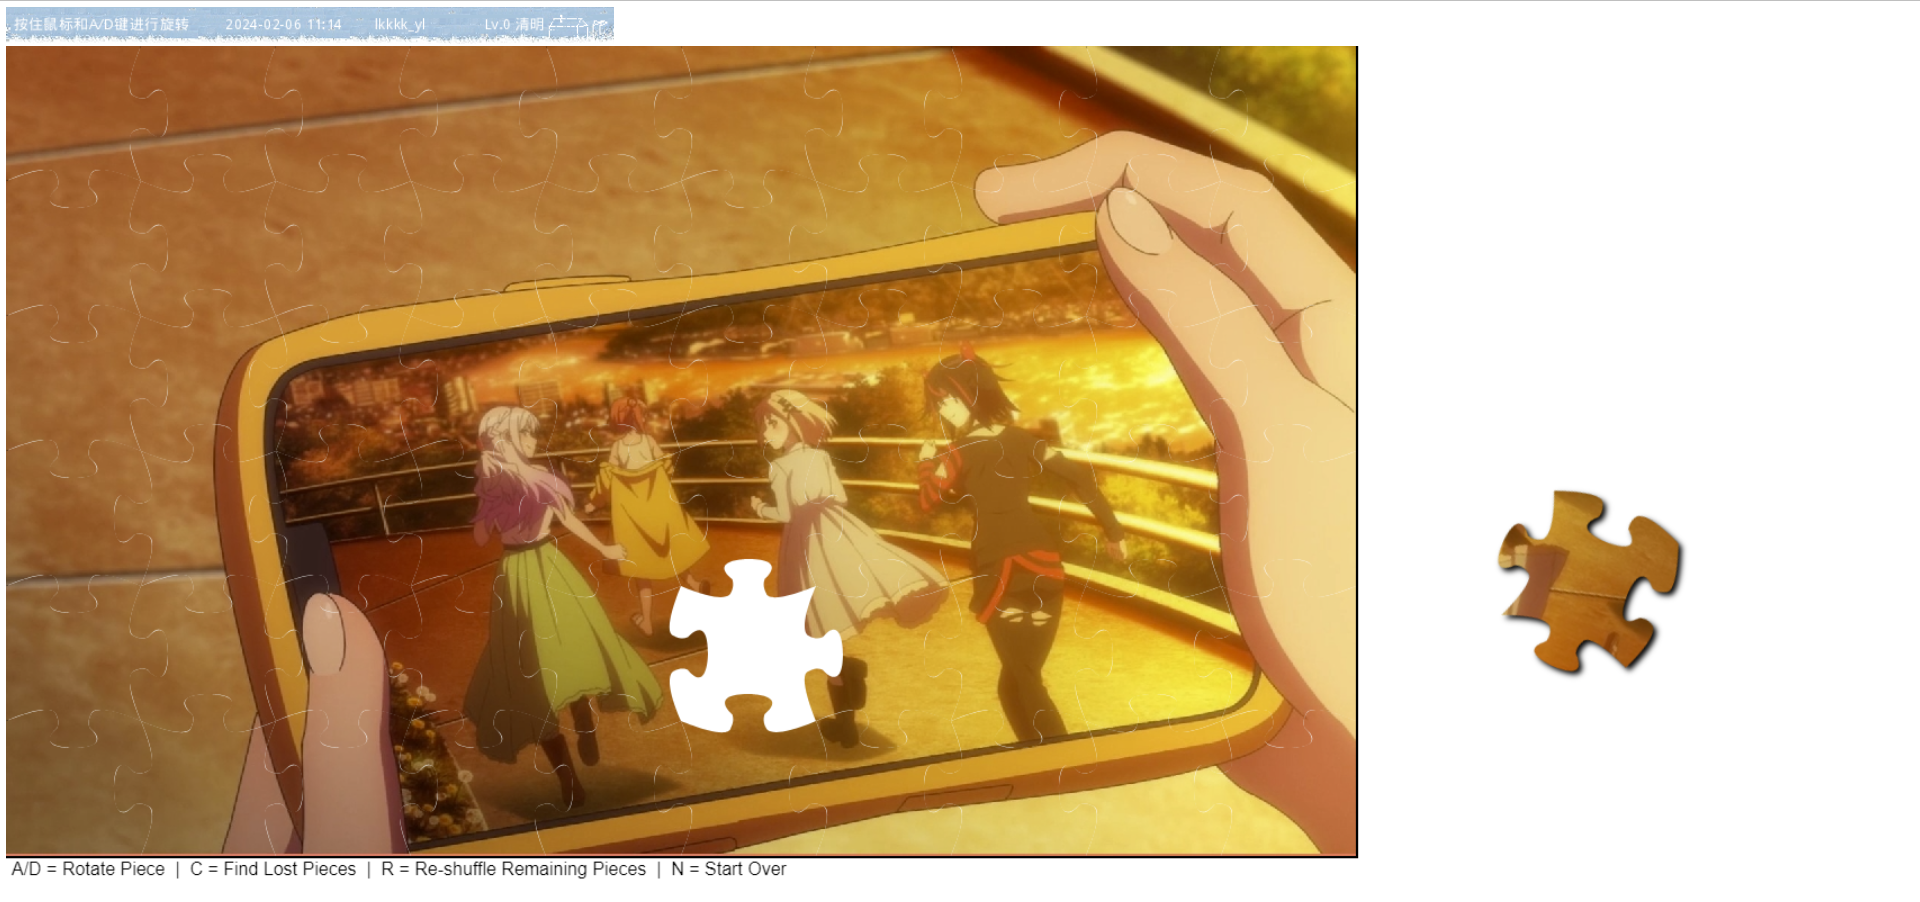 按住鼠标和A/D键进行旋转 2024-02-06 11:14 lkkkk_yl Lv.0 清明
A/D = Rotate Piece | C = Find Lost Pieces | R = Re-shuffle Remaining Pieces | N = Start Over